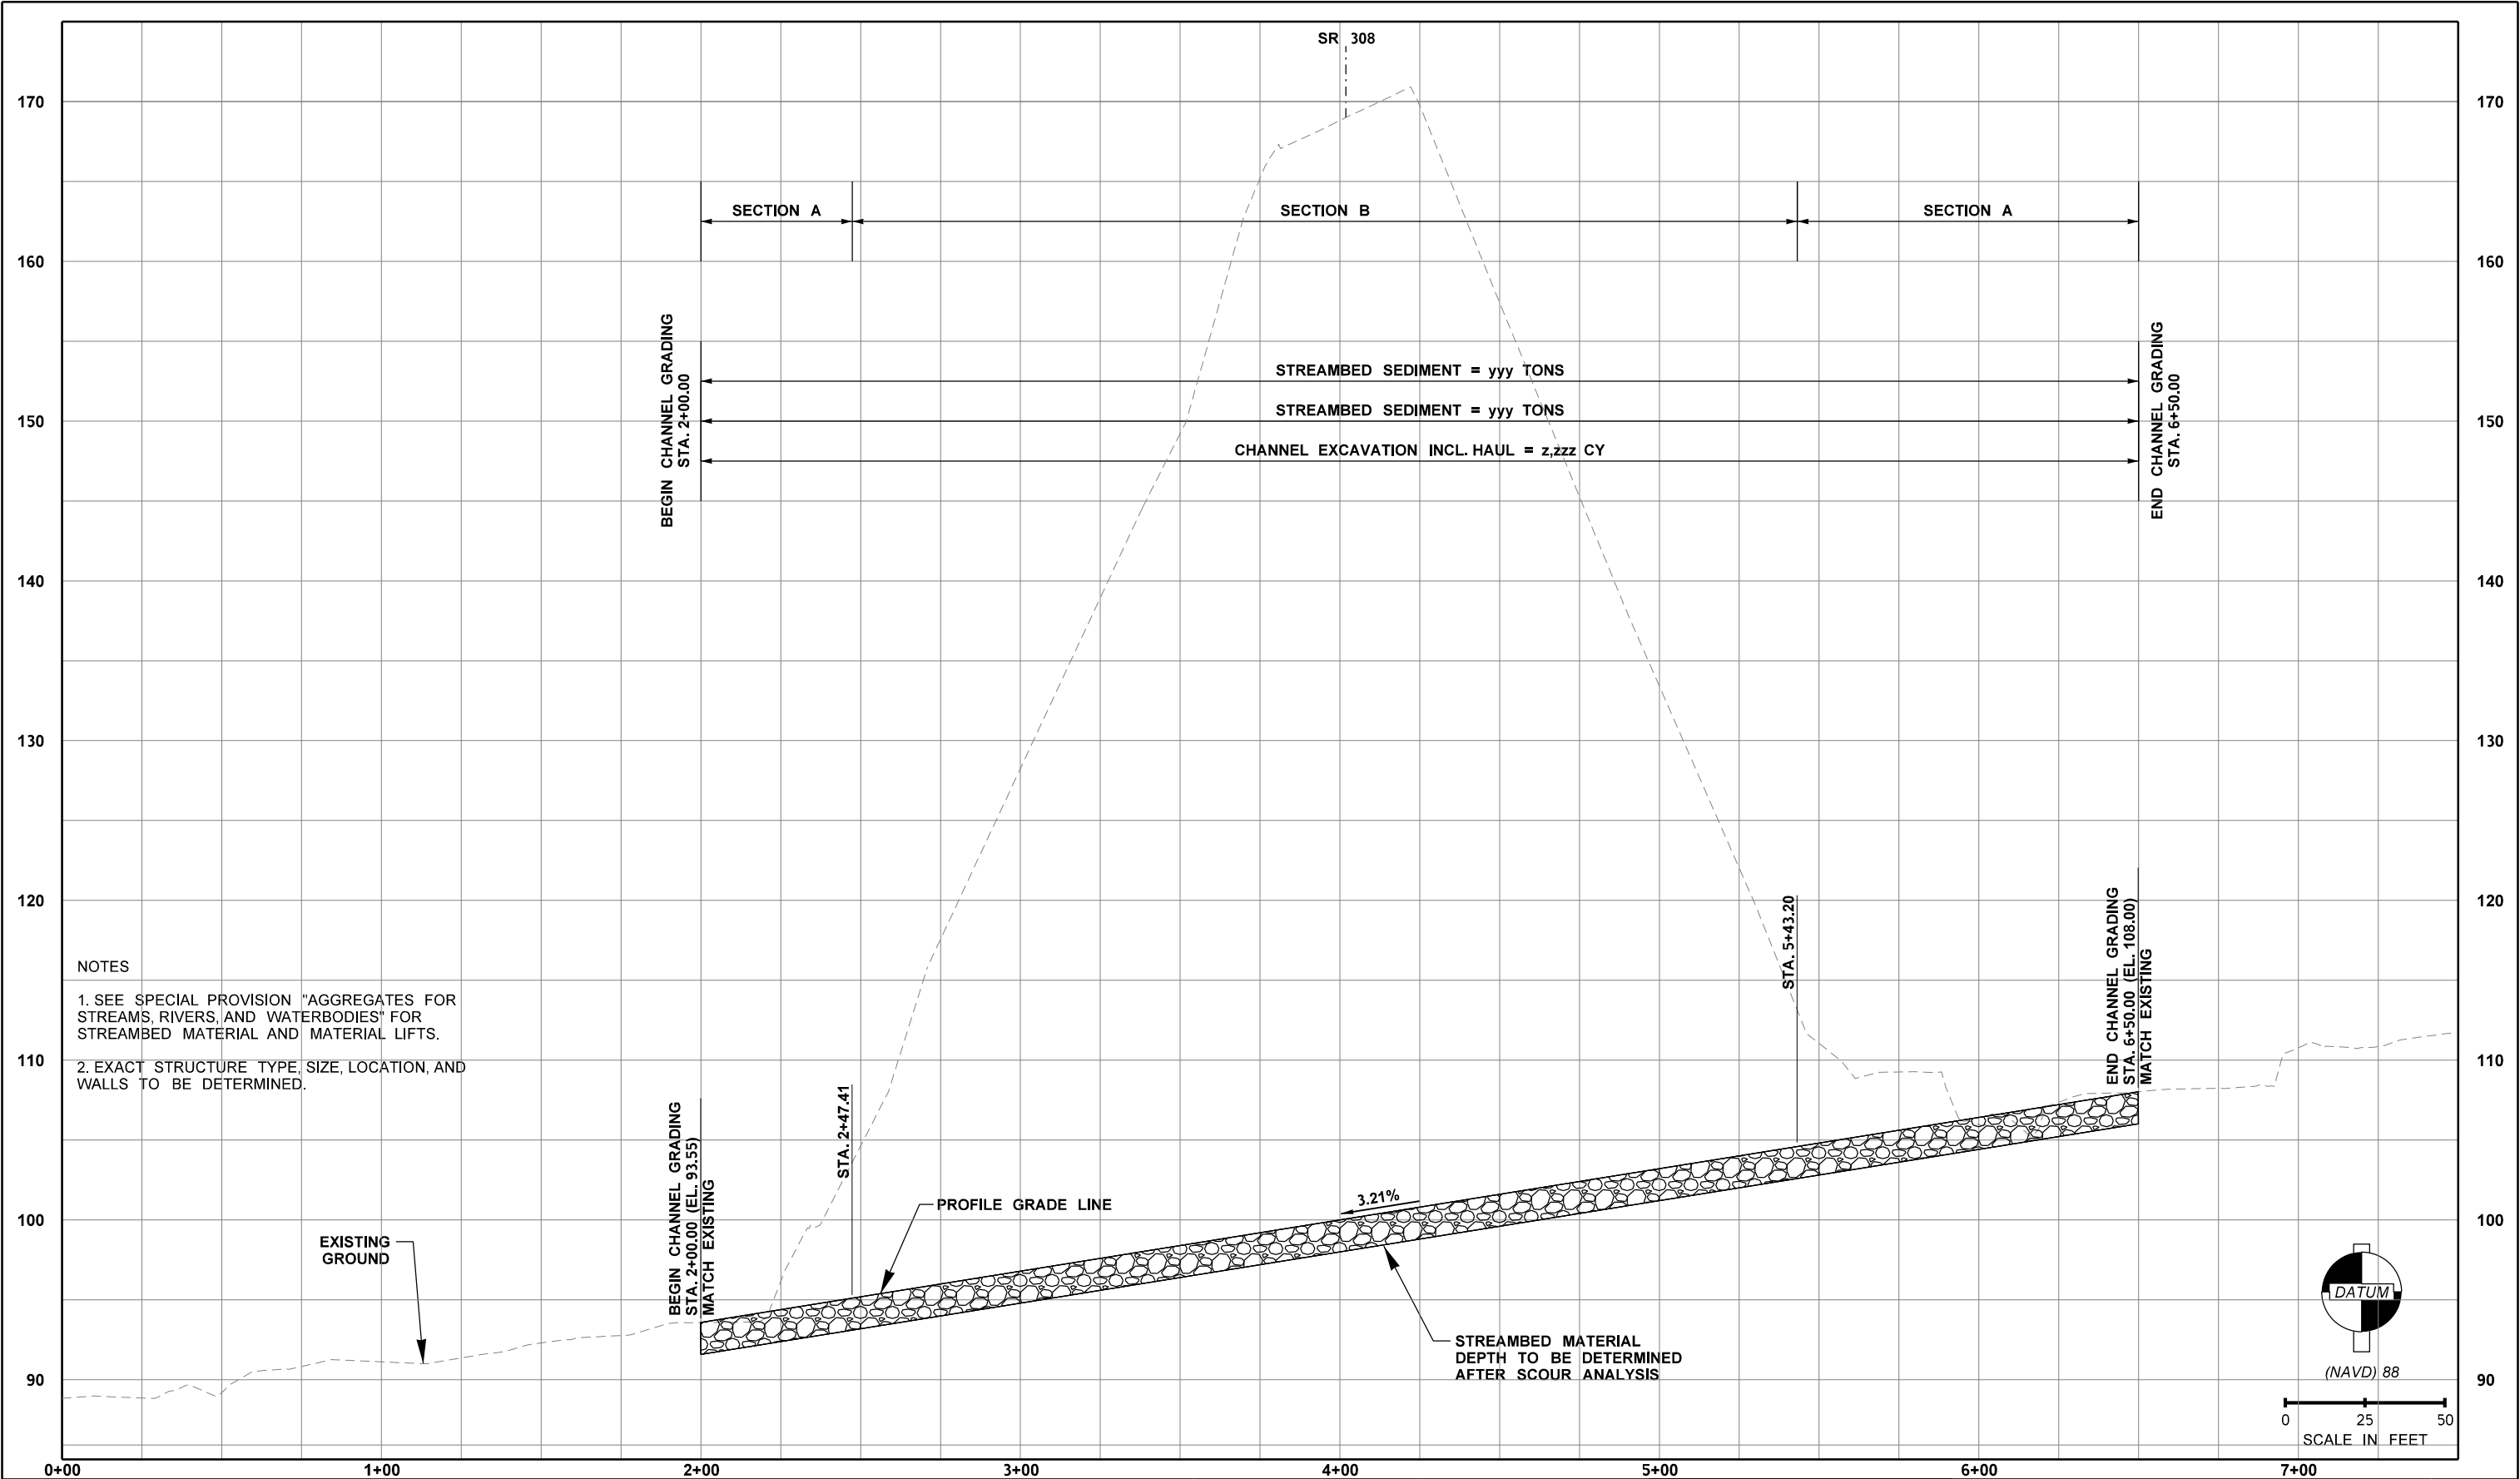 SR 308
170
170
SECTION A
SECTION B
SECTION A
160
160
BEGIN CHANNEL GRADING
STA. 2+00.00
STREAMBED SEDIMENT = yyy TONS
STREAMBED SEDIMENT = yyy TONS
CHANNEL EXCAVATION INCL. HAUL = z,zzz CY
END CHANNEL GRADING
STA. 6+50.00
150
150
140
140
130
130
120
120
STA. 5+43.20
END CHANNEL GRADING
STA. 6+50.00 (EL. 108.00)
MATCH EXISTING
NOTES
1. SEE SPECIAL PROVISION "AGGREGATES FOR
STREAMS, RIVERS, AND WATERBODIES" FOR
STREAMBED MATERIAL AND MATERIAL LIFTS.
2. EXACT STRUCTURE TYPE, SIZE, LOCATION, AND
WALLS TO BE DETERMINED.
110
110
STA. 2+47.41
BEGIN CHANNEL GRADING
STA. 2+00.00 (EL. 93.55)
MATCH EXISTING
PROFILE GRADE LINE
3.21%
100
100
EXISTING
GROUND
STREAMBED MATERIAL
DEPTH TO BE DETERMINED
AFTER SCOUR ANALYSIS
DATUM
(NAVD) 88
90
90
0 25 50
SCALE IN FEET
0+00 1+00 2+00 3+00 4+00 5+00 6+00 7+00